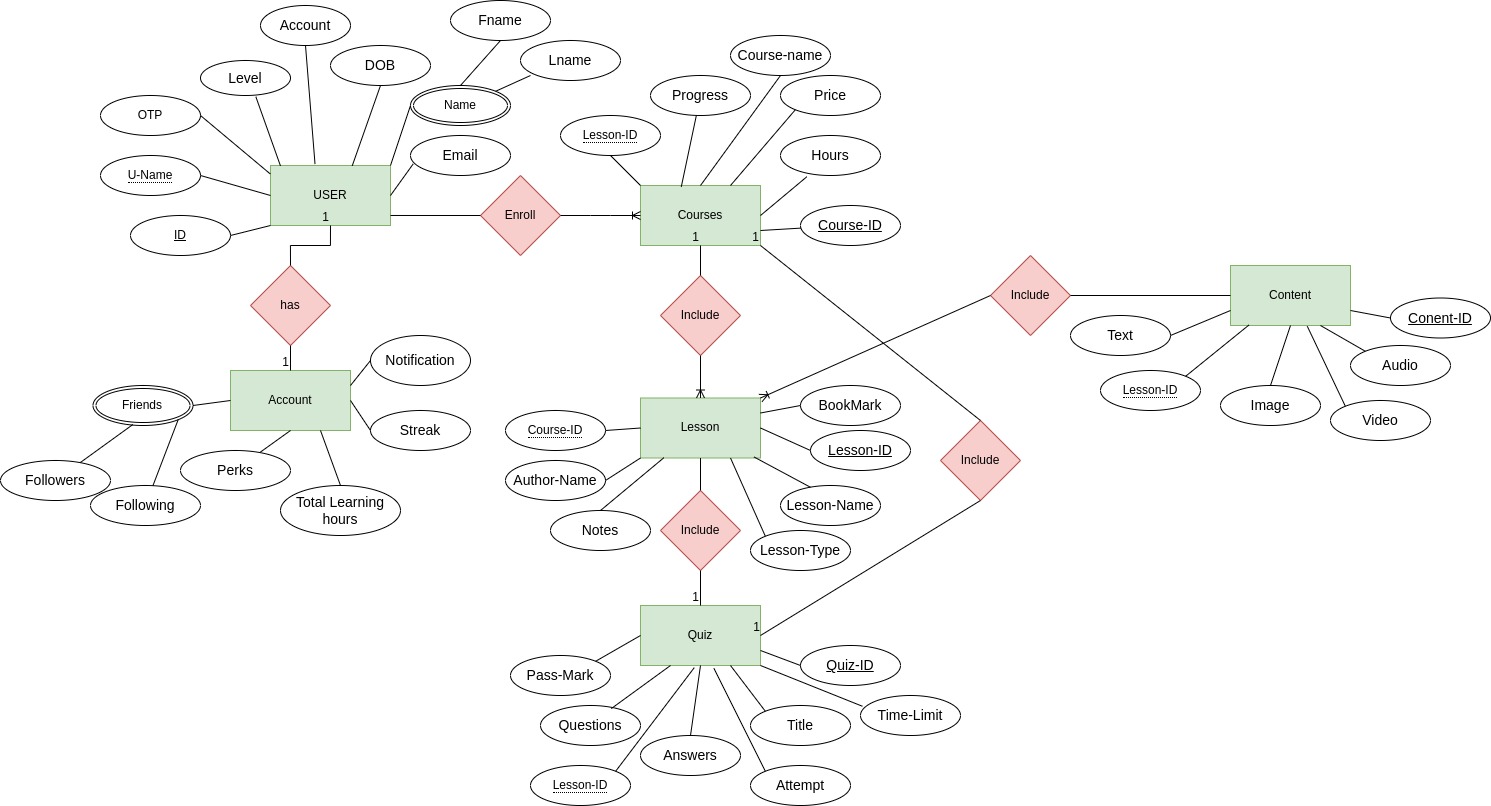 Fname
Account
Lname
Course-name
DOB
Level
Progress
Price
Name
OTP
Lesson-ID
Hours
Email
U-Name
USER
1
Enroll
Courses
1
1
Course-ID
ID
has
1
Include
Include
Content
Conent-ID
Text
Audio
Lesson-ID
Image
Video
Notification
Account
Friends
Streak
Perks
Followers
Following
Total Learning
hours
BookMark
Lesson
Course-ID
Lesson-ID
Include
Author-Name
Lesson-Name
Notes
Include
Lesson-Type
1
1
Quiz
Quiz-ID
Pass-Mark
Time-Limit
Questions
Title
Answers
Lesson-ID
Attempt